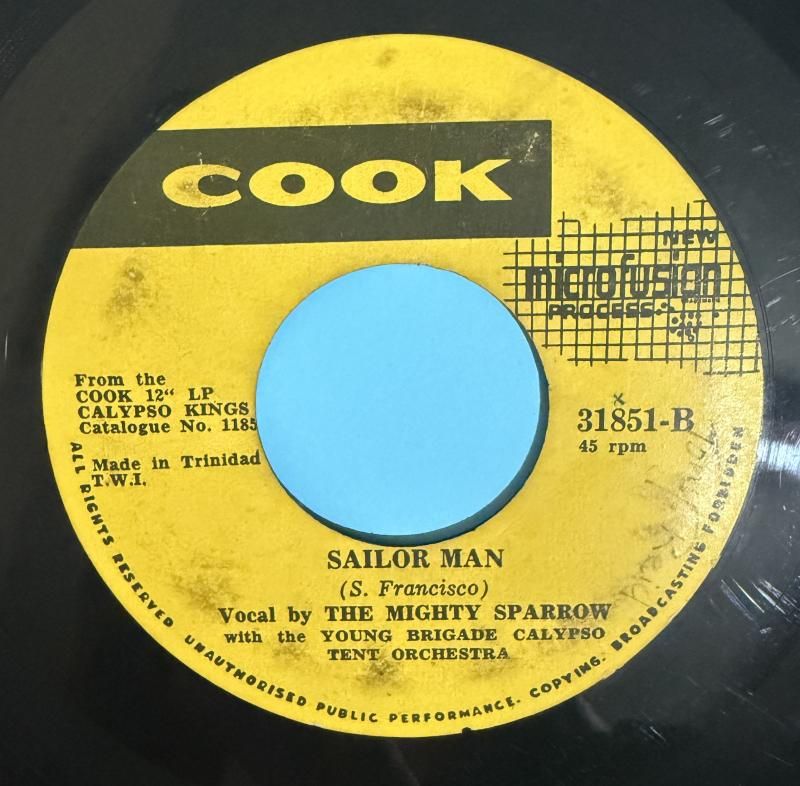 COOK
NEW
microfusion
PROCESS
From the
COOK 12“ LP
CALYPSO KINGS
Catalogue No. 1185
Made in Trinidad
T.W.I.
x
31851-B
45 rpm
SAILOR MAN
(S. Francisco)
Vocal by THE MIGHTY SPARROW
with the YOUNG BRIGADE CALYPSO
TENT ORCHESTRA
ALL RIGHTS RESERVED UNAUTHORISED PUBLIC PERFORMANCE. COPYING. BROADCASTING FORBIDDEN